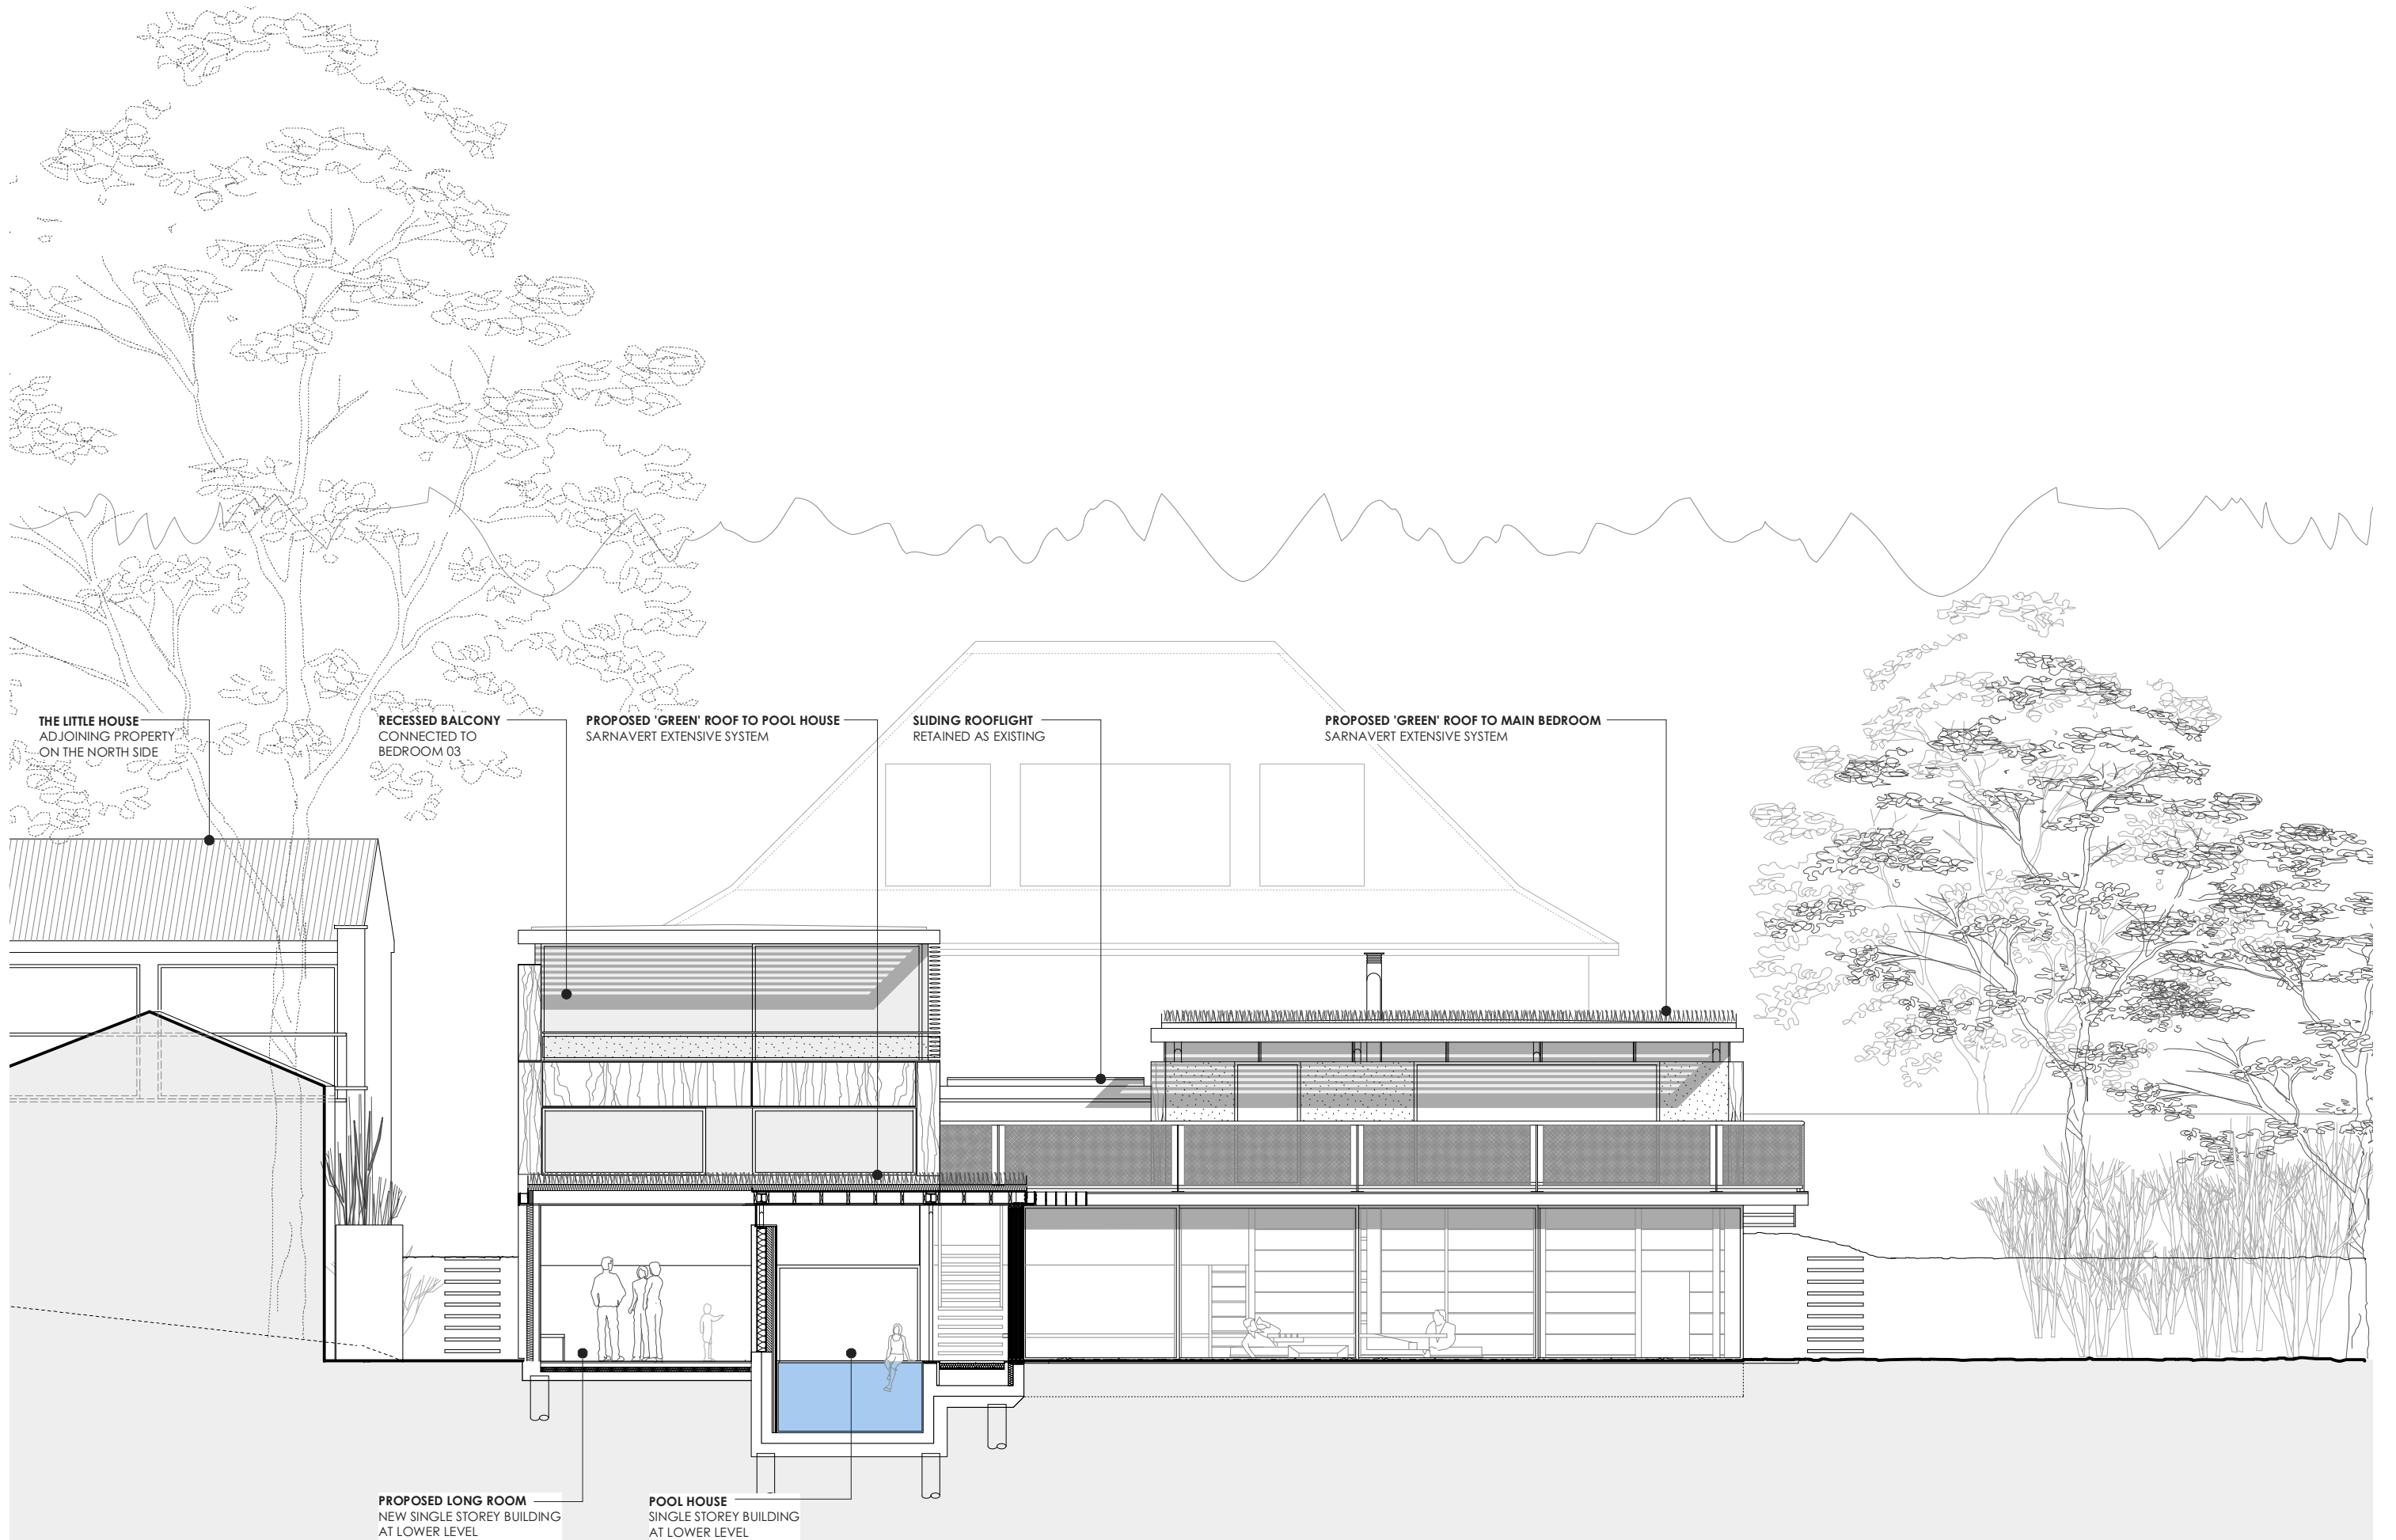 THE LITTLE HOUSE
ADJOINING PROPERTY
ON THE NORTH SIDE
RECESSED BALCONY
CONNECTED TO
BEDROOM 03
PROPOSED 'GREEN' ROOF TO POOL HOUSE
SARNAVERT EXTENSIVE SYSTEM
SLIDING ROOFLIGHT
RETAINED AS EXISTING
PROPOSED 'GREEN' ROOF TO MAIN BEDROOM
SARNAVERT EXTENSIVE SYSTEM
PROPOSED LONG ROOM
NEW SINGLE STOREY BUILDING
AT LOWER LEVEL
POOL HOUSE
SINGLE STOREY BUILDING
AT LOWER LEVEL